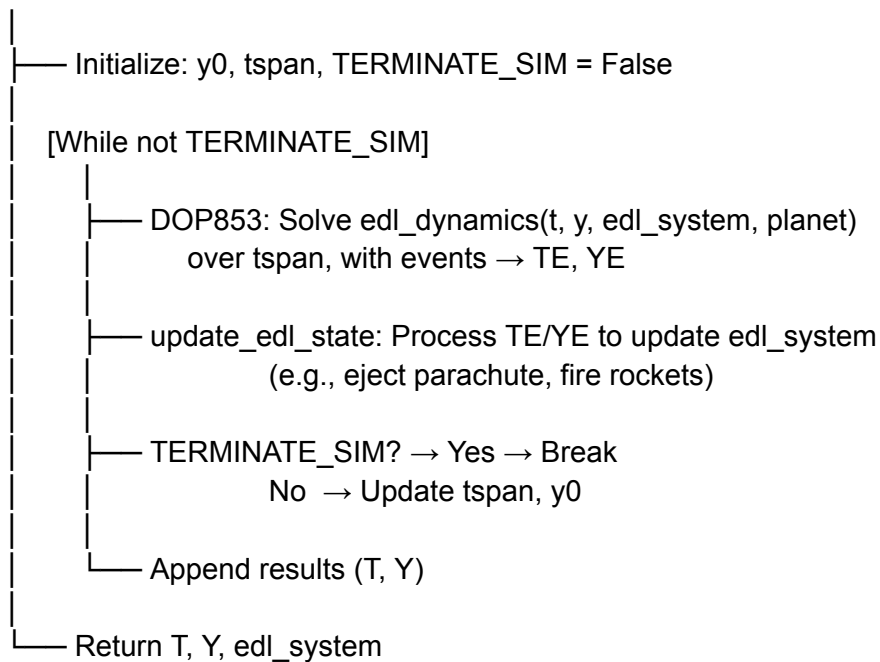 Initialize: y0, tspan, TERMINATE_SIM = False
[While not TERMINATE_SIM]
DOP853: Solve edl_dynamics(t, y, edl_system, planet)
over tspan, with events → TE, YE
update_edl_state: Process TE/YE to update edl_system
(e.g., eject parachute, fire rockets)
TERMINATE_SIM? → Yes → Break
No → Update tspan, y0
Append results (T, Y)
Return T, Y, edl_system